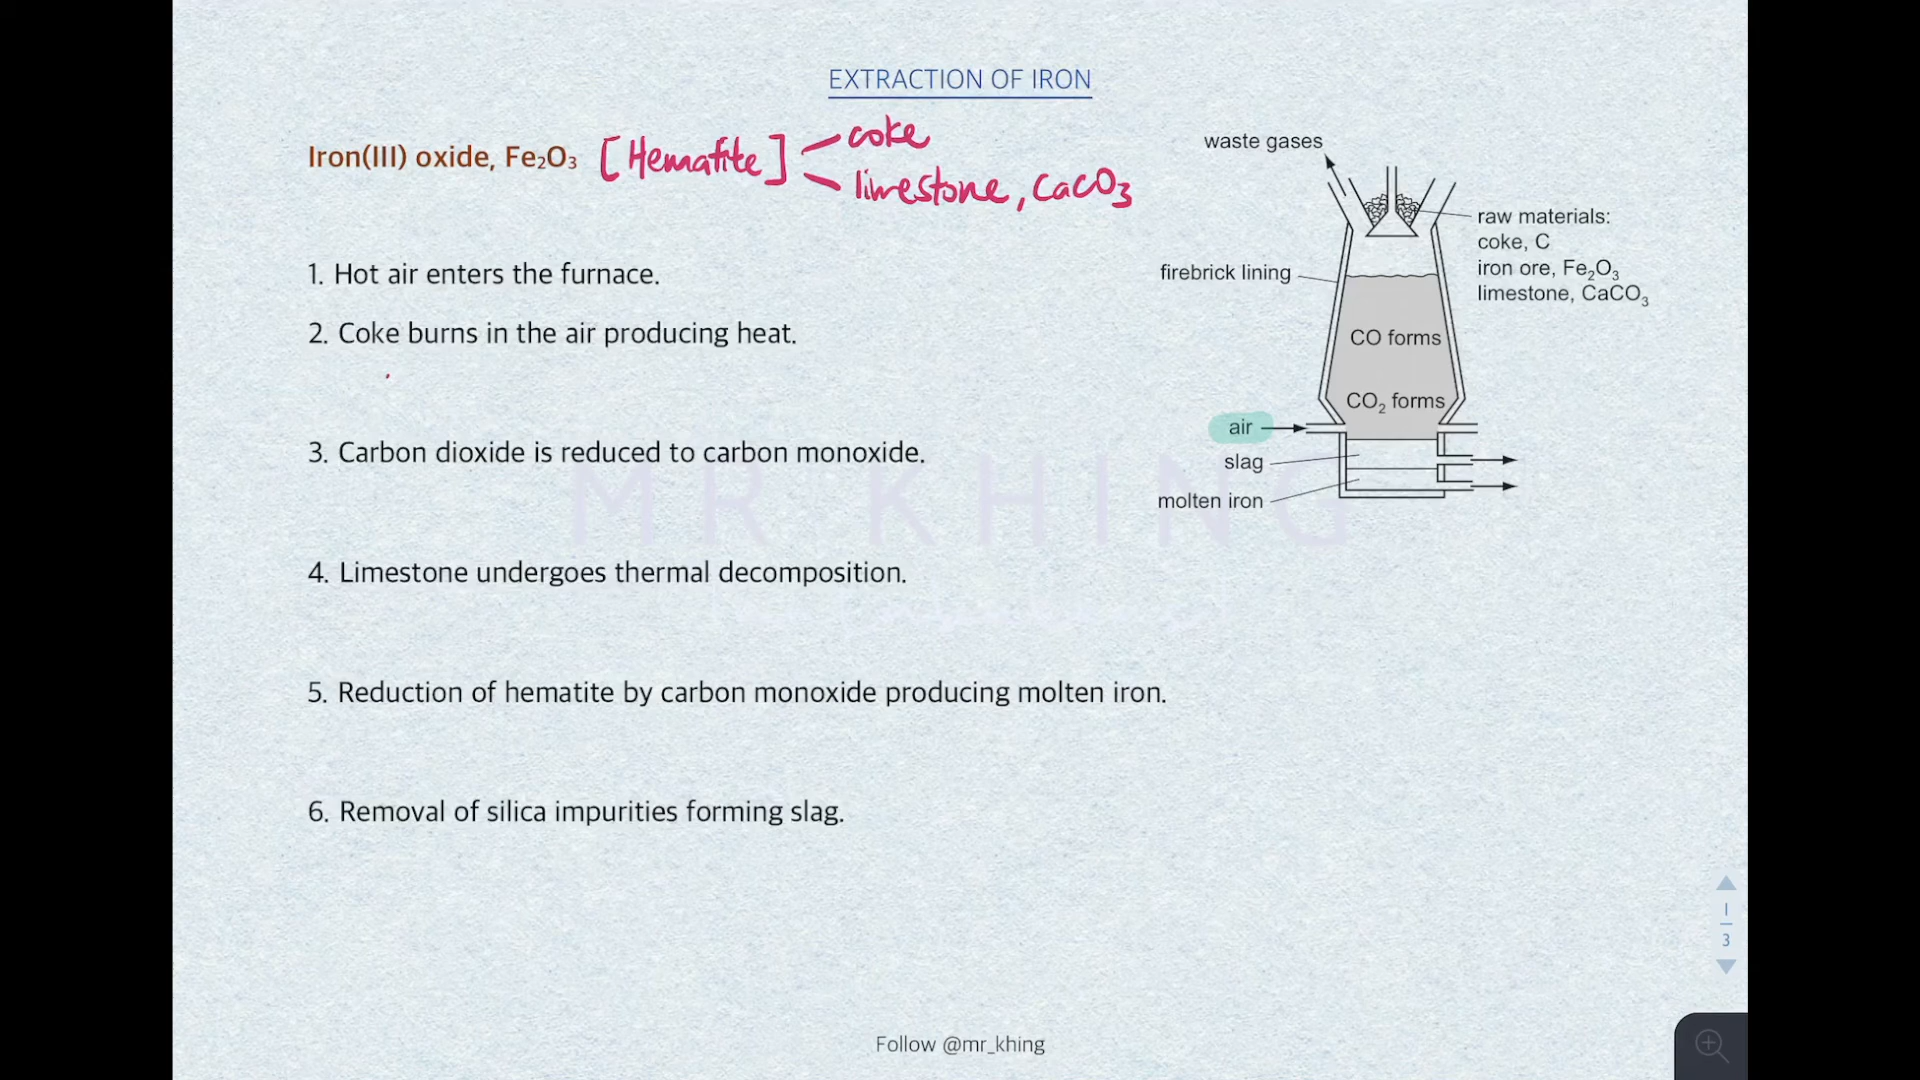 EXTRACTION OF IRON
Iron(III) oxide, Fe₂O₃ [Hematite] coke
limestone, CaCO₃
1. Hot air enters the furnace.
2. Coke burns in the air producing heat.
3. Carbon dioxide is reduced to carbon monoxide.
4. Limestone undergoes thermal decomposition.
5. Reduction of hematite by carbon monoxide producing molten iron.
6. Removal of silica impurities forming slag.
waste gases
raw materials:
coke, C
iron ore, Fe₂O₃
limestone, CaCO₃
firebrick lining
CO forms
CO₂ forms
air
slag
molten iron
MR KHING
1
3
Follow @mr_khing